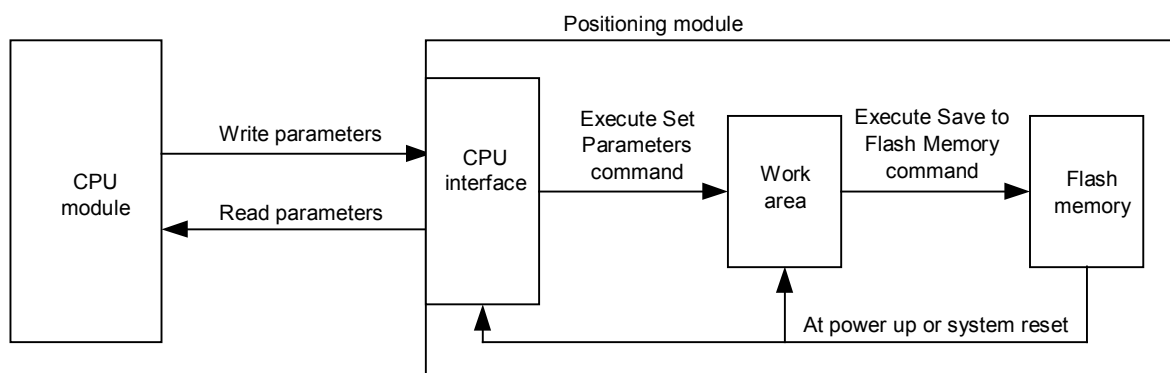 Positioning module
CPU
module
Write parameters
Read parameters
CPU
interface
Execute Set
Parameters
command
Work
area
Execute Save to
Flash Memory
command
Flash
memory
At power up or system reset